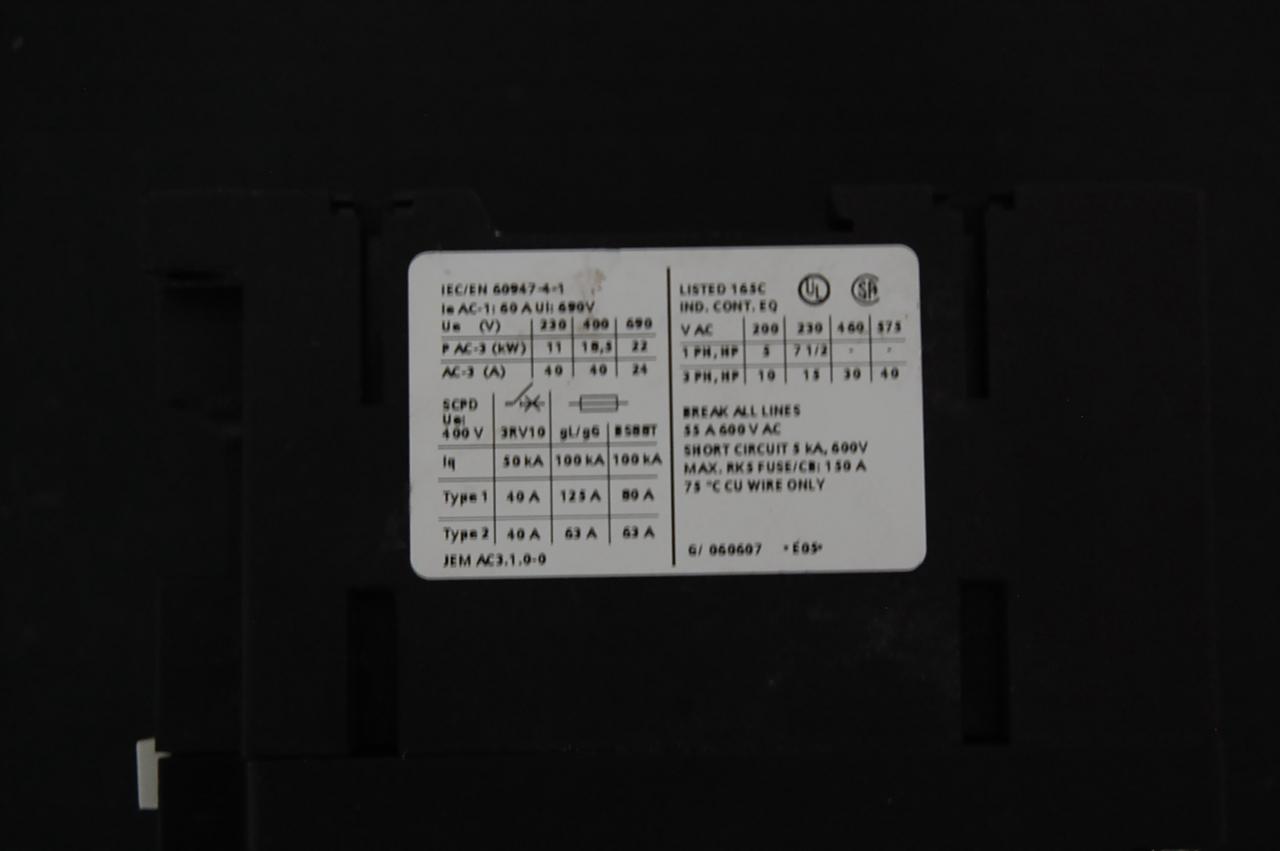 IEC/EN 60947-4-1
Ie AC-1: 60 A Ui: 690V
Ue (V) 230 400 690
P AC-3 (kW) 11 18,5 22
AC-3 (A) 40 40 24
SCPD
Ue:
400 V 3RV10 gL/gG BS88T
Iq 50 kA 100 kA 100 kA
Type 1 40 A 125 A 80 A
Type 2 40 A 63 A 63 A
JEM AC3.1.0-0
LISTED 165C UL SA
IND. CONT. EQ
V AC 200 230 460 575
1 PH, HP 5 7 1/2 - -
3 PH, HP 10 15 30 40
BREAK ALL LINES
55 A 600 V AC
SHORT CIRCUIT 5 kA, 600V
MAX. RK5 FUSE/CB: 150 A
75 °C CU WIRE ONLY
G/ 060607 *E05*